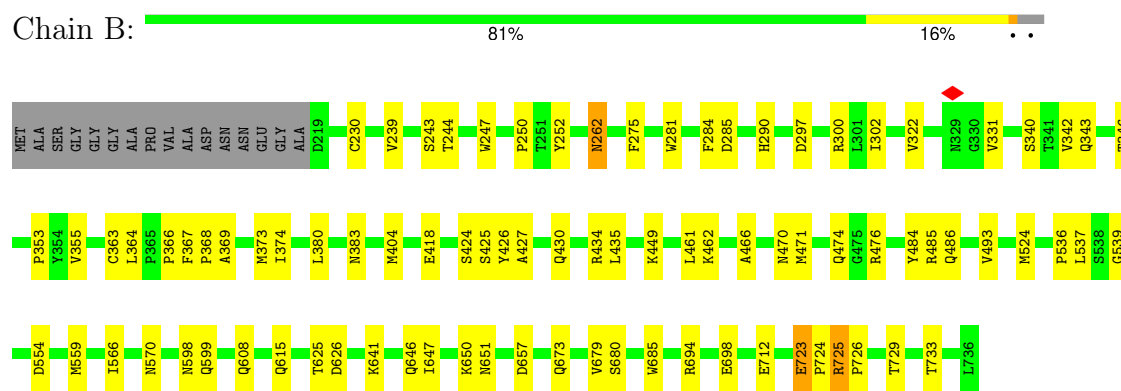 Chain B:
81% 16% • •
MET ALA SER GLY GLY GLY ALA PRO VAL ALA ASP ASN ASN GLU GLY ALA D219 C230 V239 S243 T244 W247 P250 T251 Y252 N262 F275 W281 F284 D285 H290 D297 R300 L301 I302 V322 N329 G330 V331 S340 T341 V342 Q343
P353 Y354 V355 C363 L364 P365 P366 F367 P368 A369 M373 I374 L380 N383 M404 E418 S424 S425 Y426 A427 Q430 R434 L435 K449 L461 K462 A466 N470 M471 Q474 G475 R476 Y484 R485 Q486 V493 M524 P536 L537 S538 G539
D554 M559 I566 N570 N598 Q599 Q608 Q615 T625 D626 K641 Q646 I647 K650 N651 D657 Q673 V679 S680 W685 R694 E698 E712 E723 P724 R725 P726 T729 T733 L736